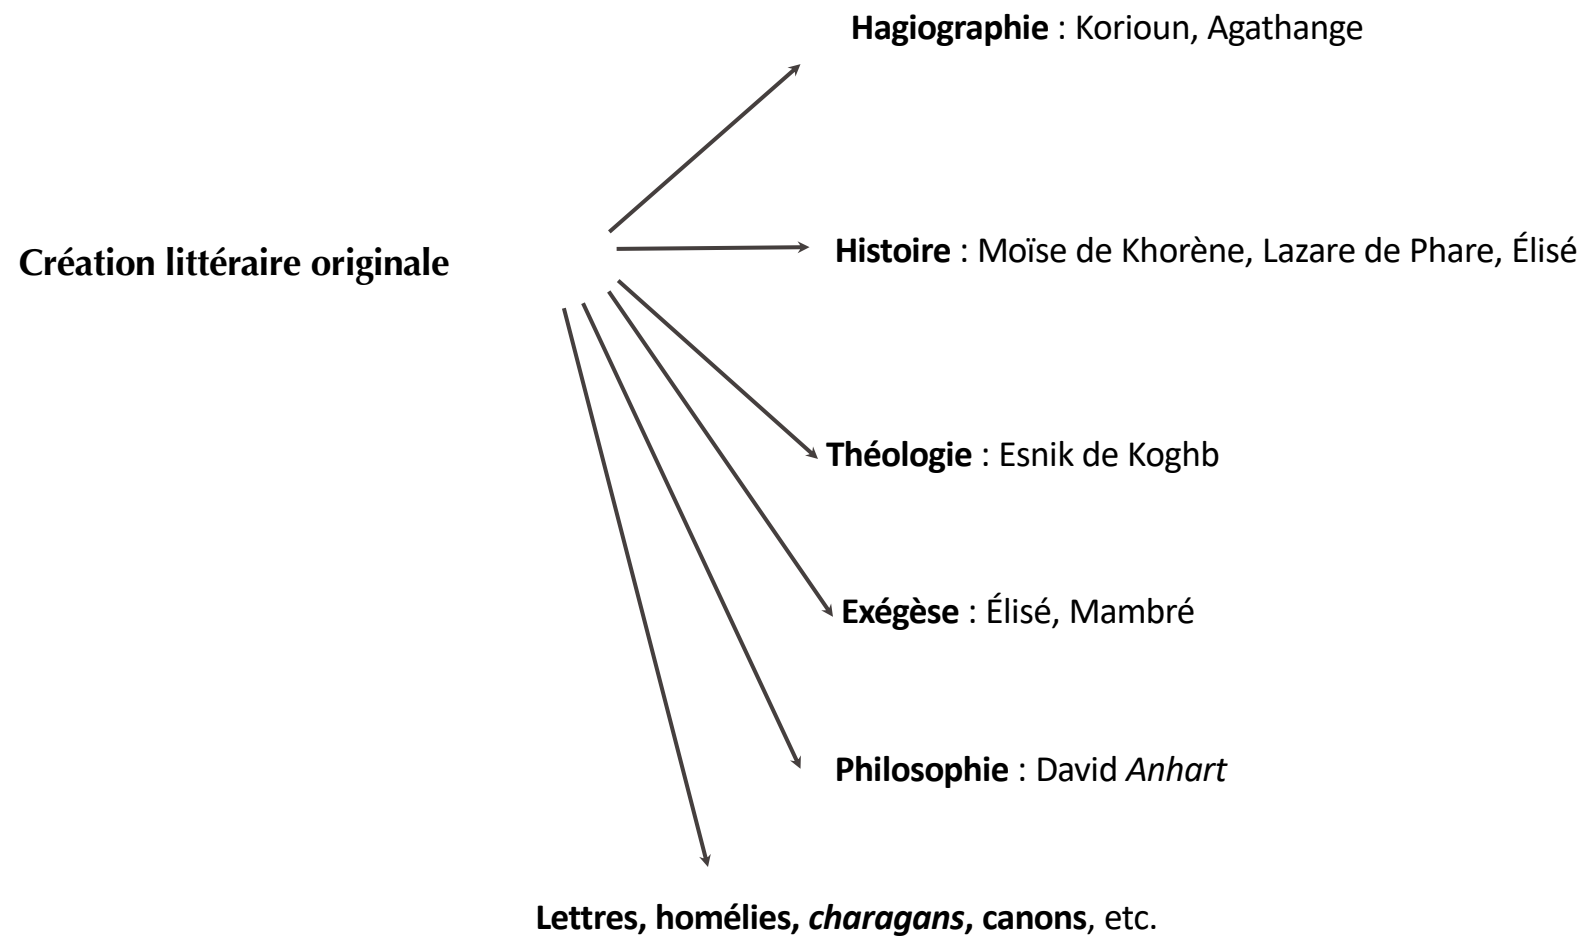 Hagiographie : Korioun, Agathange
Histoire : Moïse de Khorène, Lazare de Phare, Élisé
Création littéraire originale
Théologie : Esnik de Koghb
Exégèse : Élisé, Mambré
Philosophie : David Anhart
Lettres, homélies, charagans, canons, etc.